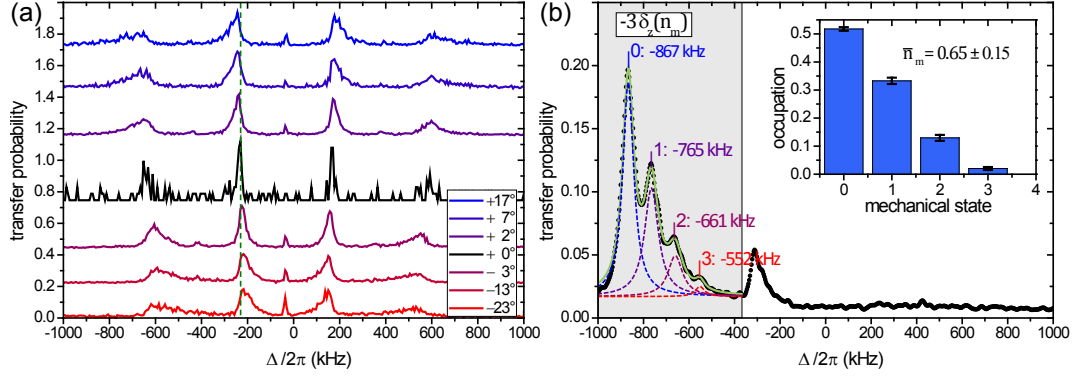 (a)
transfer probability
1.8
1.6
1.4
1.2
1.0
0.8
0.6
0.4
0.2
0.0
+17°
+ 7°
+ 2°
+ 0°
− 3°
−13°
−23°
-1000 -800 -600 -400 -200 0 200 400 600 800 1000
Δ/2π (kHz)
(b)
transfer probability
0.20
0.15
0.10
0.05
0.00
-3δz(nm)
0: -867 kHz
1: -765 kHz
2: -661 kHz
3: -552 kHz
-1000 -800 -600 -400 -200 0 200 400 600 800 1000
Δ/2π (kHz)
occupation
0.5
0.4
0.3
0.2
0.1
0.0
n̄m = 0.65 ± 0.15
0 1 2 3 4
mechanical state